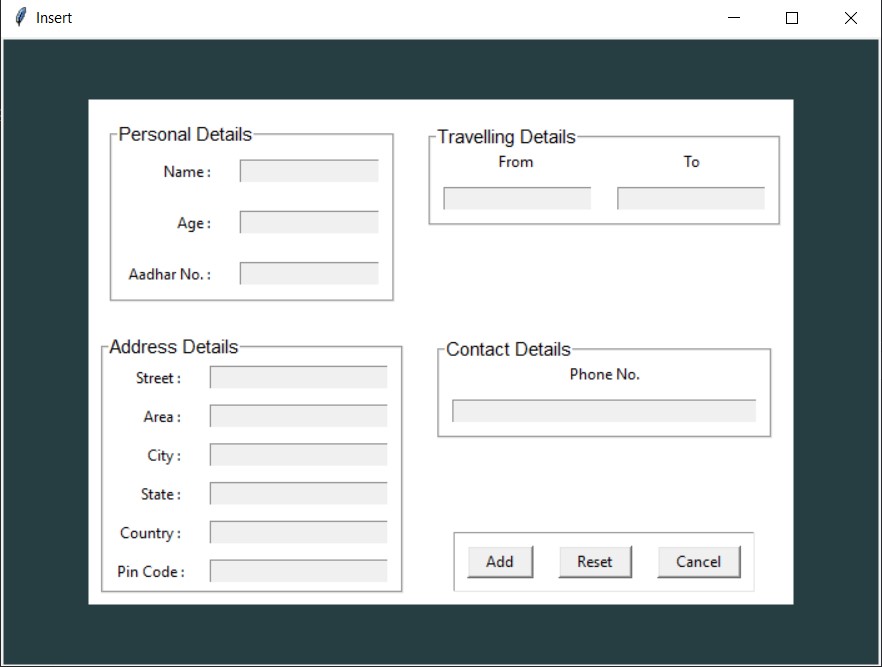 Insert
Personal Details
Name :
Age :
Aadhar No. :
Travelling Details
From To
Address Details
Street :
Area :
City :
State :
Country :
Pin Code :
Contact Details
Phone No.
Add Reset Cancel